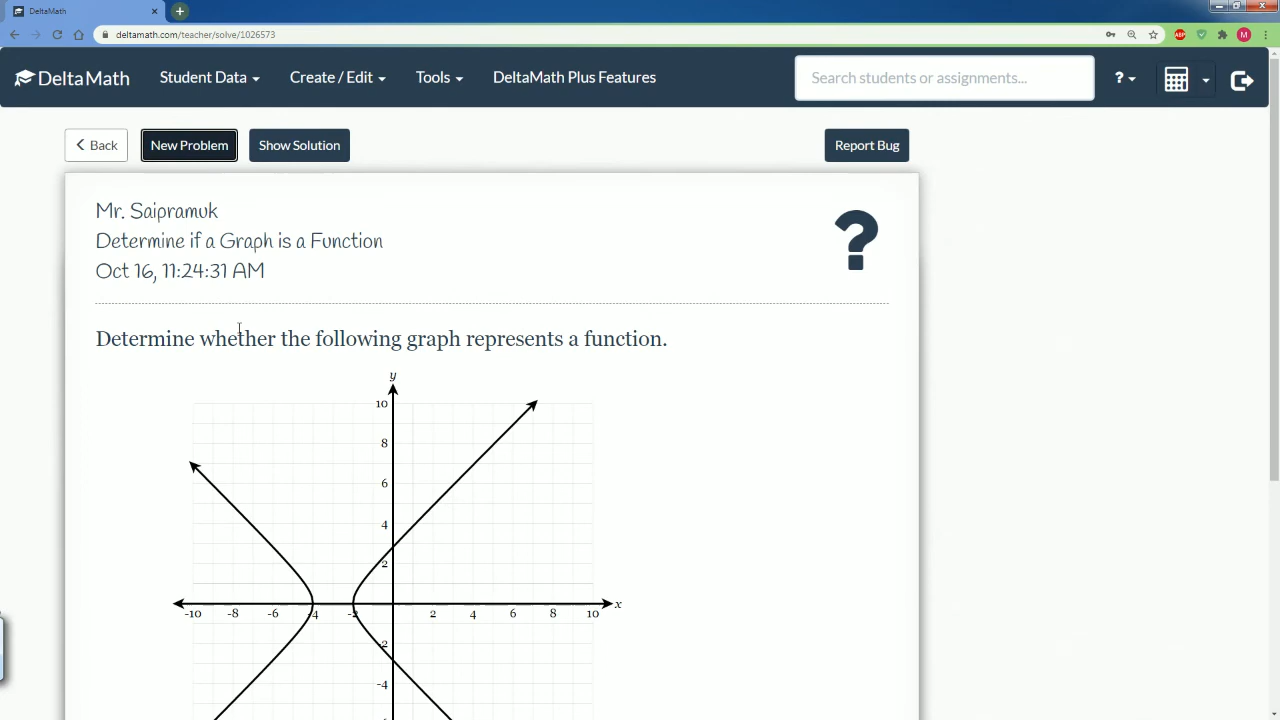 DeltaMath
deltamath.com/teacher/solve/1026573
ABP
M
DeltaMath Student Data Create / Edit Tools DeltaMath Plus Features Search students or assignments... ?
Back New Problem Show Solution Report Bug
Mr. Saipramuk
Determine if a Graph is a Function
Oct 16, 11:24:31 AM
?
Determine whether the following graph represents a function.
y
10
8
6
4
2
-10 -8 -6 -4 -2 2 4 6 8 10 x
-2
-4